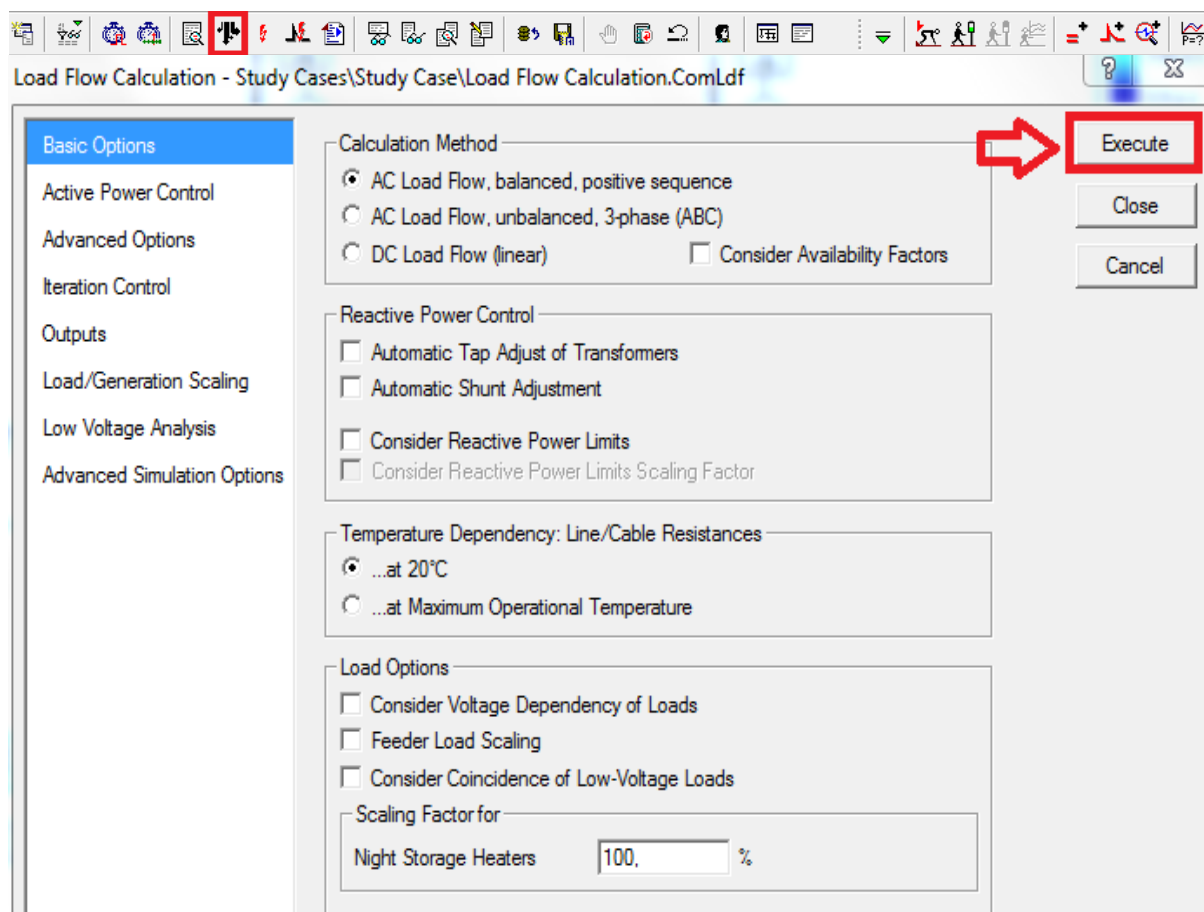 Load Flow Calculation - Study Cases\Study Case\Load Flow Calculation.ComLdf
Basic Options
Active Power Control
Advanced Options
Iteration Control
Outputs
Load/Generation Scaling
Low Voltage Analysis
Advanced Simulation Options
Calculation Method
AC Load Flow, balanced, positive sequence
AC Load Flow, unbalanced, 3-phase (ABC)
DC Load Flow (linear) Consider Availability Factors
Reactive Power Control
Automatic Tap Adjust of Transformers
Automatic Shunt Adjustment
Consider Reactive Power Limits
Consider Reactive Power Limits Scaling Factor
Temperature Dependency: Line/Cable Resistances
...at 20°C
...at Maximum Operational Temperature
Load Options
Consider Voltage Dependency of Loads
Feeder Load Scaling
Consider Coincidence of Low-Voltage Loads
Scaling Factor for
Night Storage Heaters 100, %
Execute
Close
Cancel